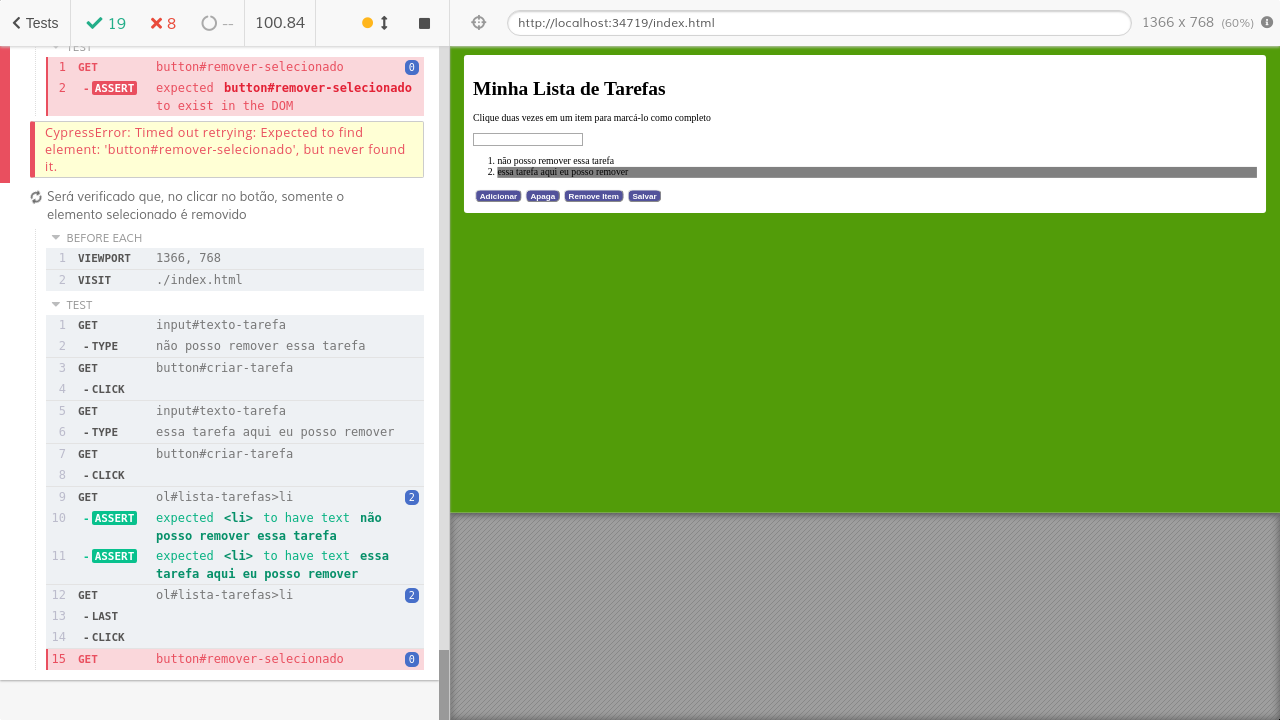 Tests
19
8
--
100.84
http://localhost:34719/index.html
1366 x 768 (60%)
TEST
1 GET button#remover-selecionado 0
2 - ASSERT expected button#remover-selecionado
to exist in the DOM
CypressError: Timed out retrying: Expected to find
element: 'button#remover-selecionado', but never found
it.
Será verificado que, no clicar no botão, somente o
elemento selecionado é removido
BEFORE EACH
1 VIEWPORT 1366, 768
2 VISIT ./index.html
TEST
1 GET input#texto-tarefa
2 - TYPE não posso remover essa tarefa
3 GET button#criar-tarefa
4 - CLICK
5 GET input#texto-tarefa
6 - TYPE essa tarefa aqui eu posso remover
7 GET button#criar-tarefa
8 - CLICK
9 GET ol#lista-tarefas>li 2
10 - ASSERT expected <li> to have text não
posso remover essa tarefa
11 - ASSERT expected <li> to have text essa
tarefa aqui eu posso remover
12 GET ol#lista-tarefas>li 2
13 - LAST
14 - CLICK
15 GET button#remover-selecionado 0
Minha Lista de Tarefas
Clique duas vezes em um item para marcá-lo como completo
1. não posso remover essa tarefa
2. essa tarefa aqui eu posso remover
Adicionar Apaga Remove Item Salvar